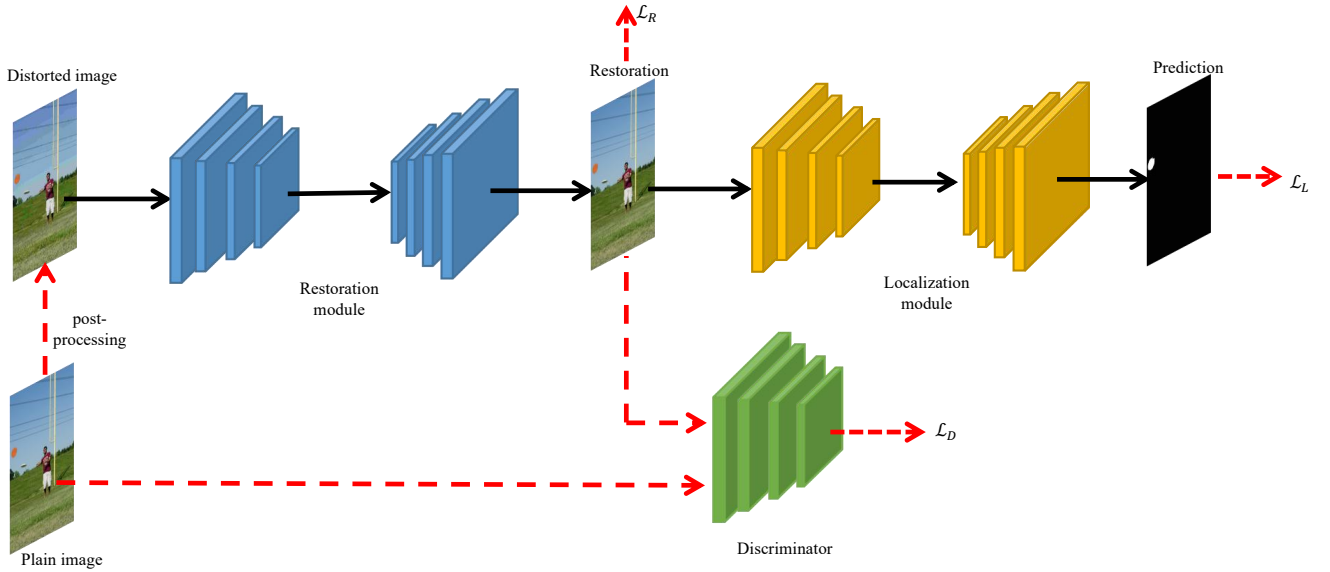 ℒ_R
Distorted image
Restoration
Prediction
ℒ_L
Restoration
module
Localization
module
post-
processing
ℒ_D
Discriminator
Plain image